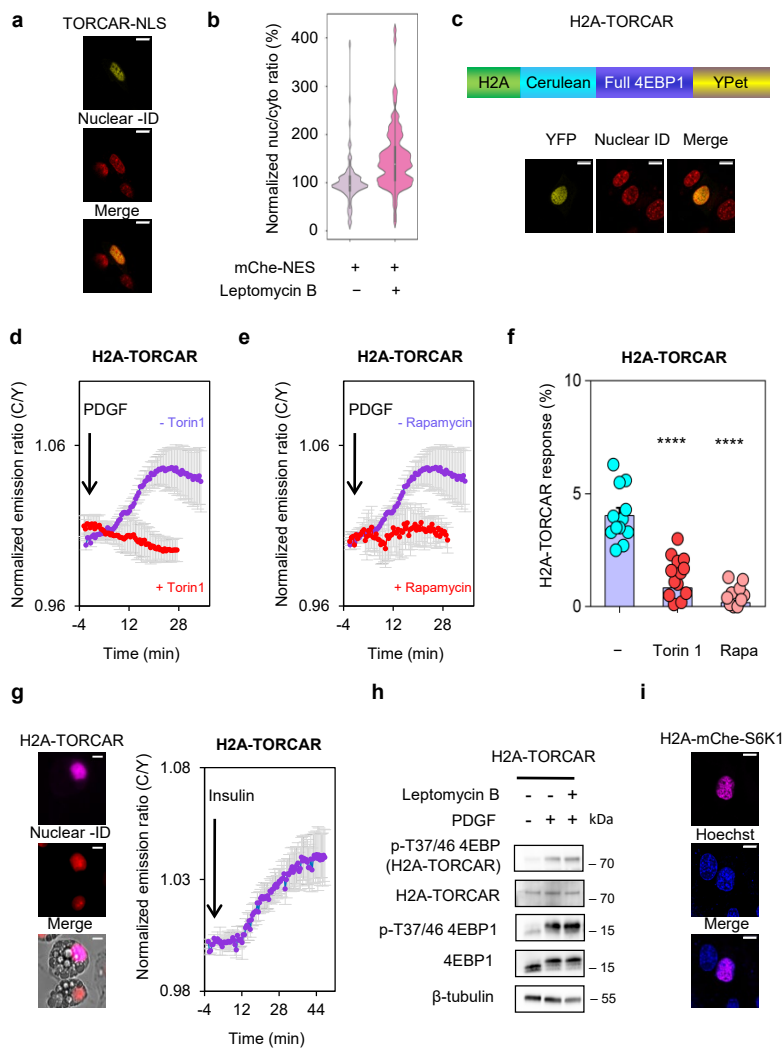 a
TORCAR-NLS
Nuclear -ID
Merge
b
Normalized nuc/cyto ratio (%)
400
300
200
100
0
mChe-NES + +
Leptomycin B – +
c
H2A-TORCAR
H2A Cerulean Full 4EBP1 YPet
YFP Nuclear ID Merge
d
H2A-TORCAR
Normalized emission ratio (C/Y)
PDGF
- Torin1
1.06
+ Torin1
0.96
-4 12 28
Time (min)
e
H2A-TORCAR
Normalized emission ratio (C/Y)
PDGF
- Rapamycin
1.06
+ Rapamycin
0.96
-4 12 28
Time (min)
f
H2A-TORCAR
H2A-TORCAR response (%)
10
**** ****
5
0
– Torin 1 Rapa
g
H2A-TORCAR
Nuclear -ID
Merge
H2A-TORCAR
Normalized emission ratio (C/Y)
1.08
Insulin
1.03
0.98
-4 12 28 44
Time (min)
h
H2A-TORCAR
Leptomycin B - - +
PDGF - + + kDa
p-T37/46 4EBP
(H2A-TORCAR) – 70
H2A-TORCAR – 70
p-T37/46 4EBP1 – 15
4EBP1 – 15
β-tubulin – 55
i
H2A-mChe-S6K1
Hoechst
Merge